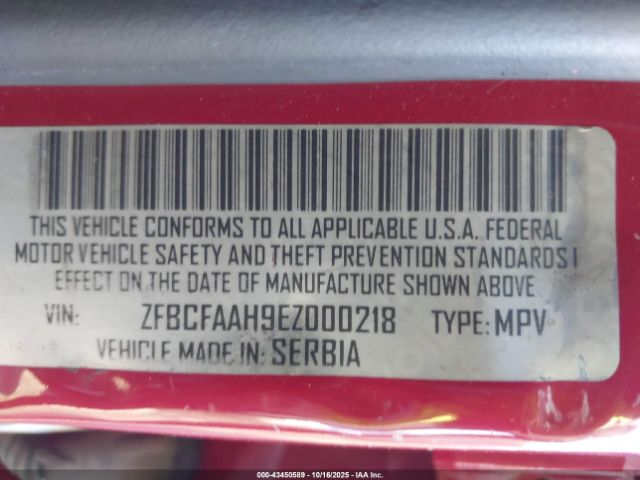 THIS VEHICLE CONFORMS TO ALL APPLICABLE U.S.A. FEDERAL
MOTOR VEHICLE SAFETY AND THEFT PREVENTION STANDARDS I
EFFECT ON THE DATE OF MANUFACTURE SHOWN ABOVE
VIN: ZFBCFAAH9EZ000218 TYPE: MPV
VEHICLE MADE IN: SERBIA
000-43450589 - 10/16/2025 - IAA Inc.